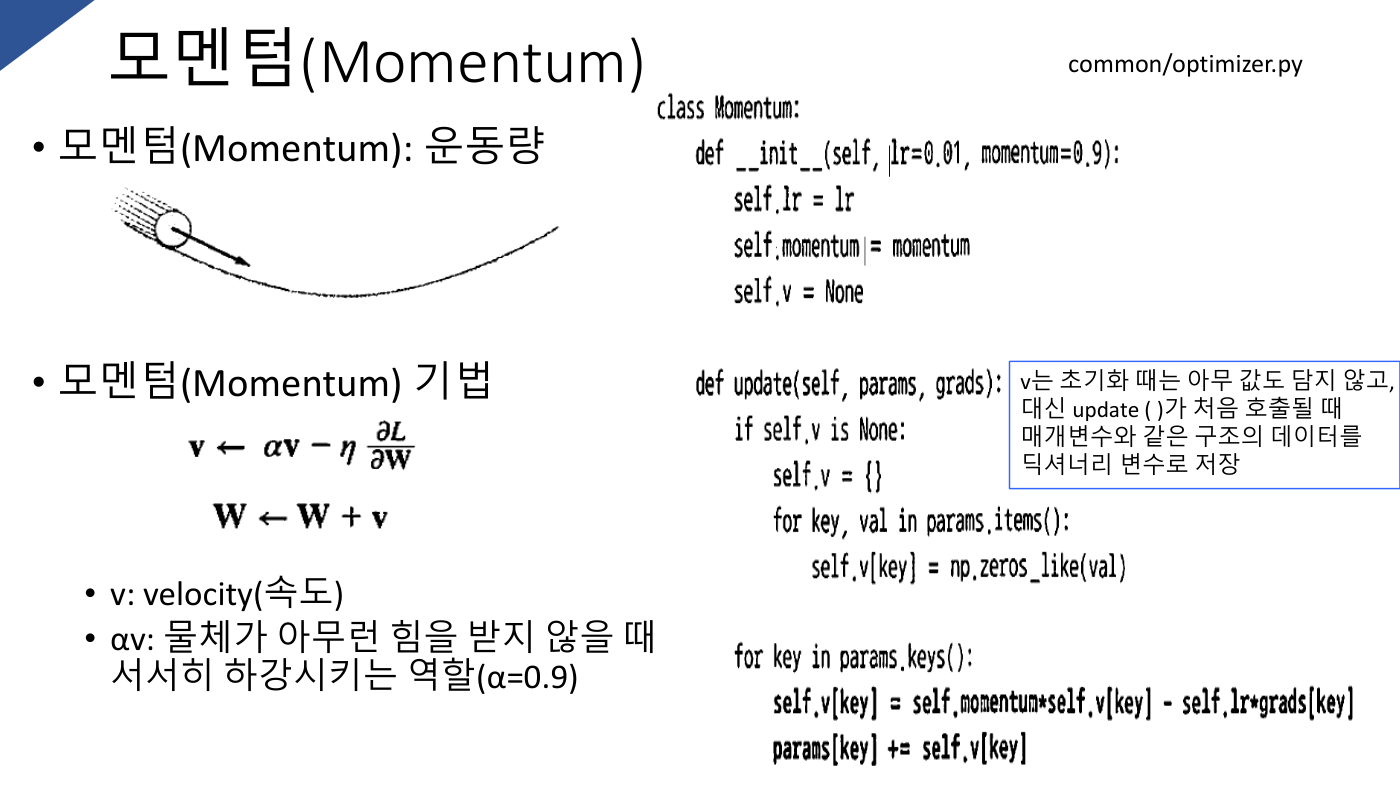 모멘텀(Momentum)
common/optimizer.py
• 모멘텀(Momentum): 운동량
• 모멘텀(Momentum) 기법
v ← αv − η ∂L/∂W
W ← W + v
• v: velocity(속도)
• αv: 물체가 아무런 힘을 받지 않을 때
서서히 하강시키는 역할(α=0.9)
class Momentum:
def __init__(self, lr=0.01, momentum=0.9):
self.lr = lr
self.momentum = momentum
self.v = None
def update(self, params, grads):
if self.v is None:
self.v = {}
for key, val in params.items():
self.v[key] = np.zeros_like(val)
for key in params.keys():
self.v[key] = self.momentum*self.v[key] - self.lr*grads[key]
params[key] += self.v[key]
v는 초기화 때는 아무 값도 담지 않고,
대신 update ( )가 처음 호출될 때
매개변수와 같은 구조의 데이터를
딕셔너리 변수로 저장